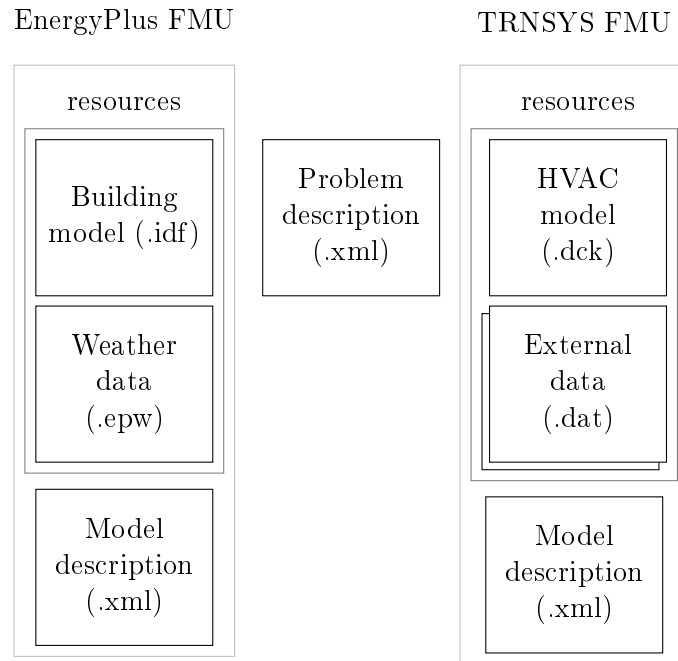 EnergyPlus FMU
resources
Building
model (.idf)
Weather
data
(.epw)
Model
description
(.xml)
Problem
description
(.xml)
TRNSYS FMU
resources
HVAC
model
(.dck)
External
data
(.dat)
Model
description
(.xml)